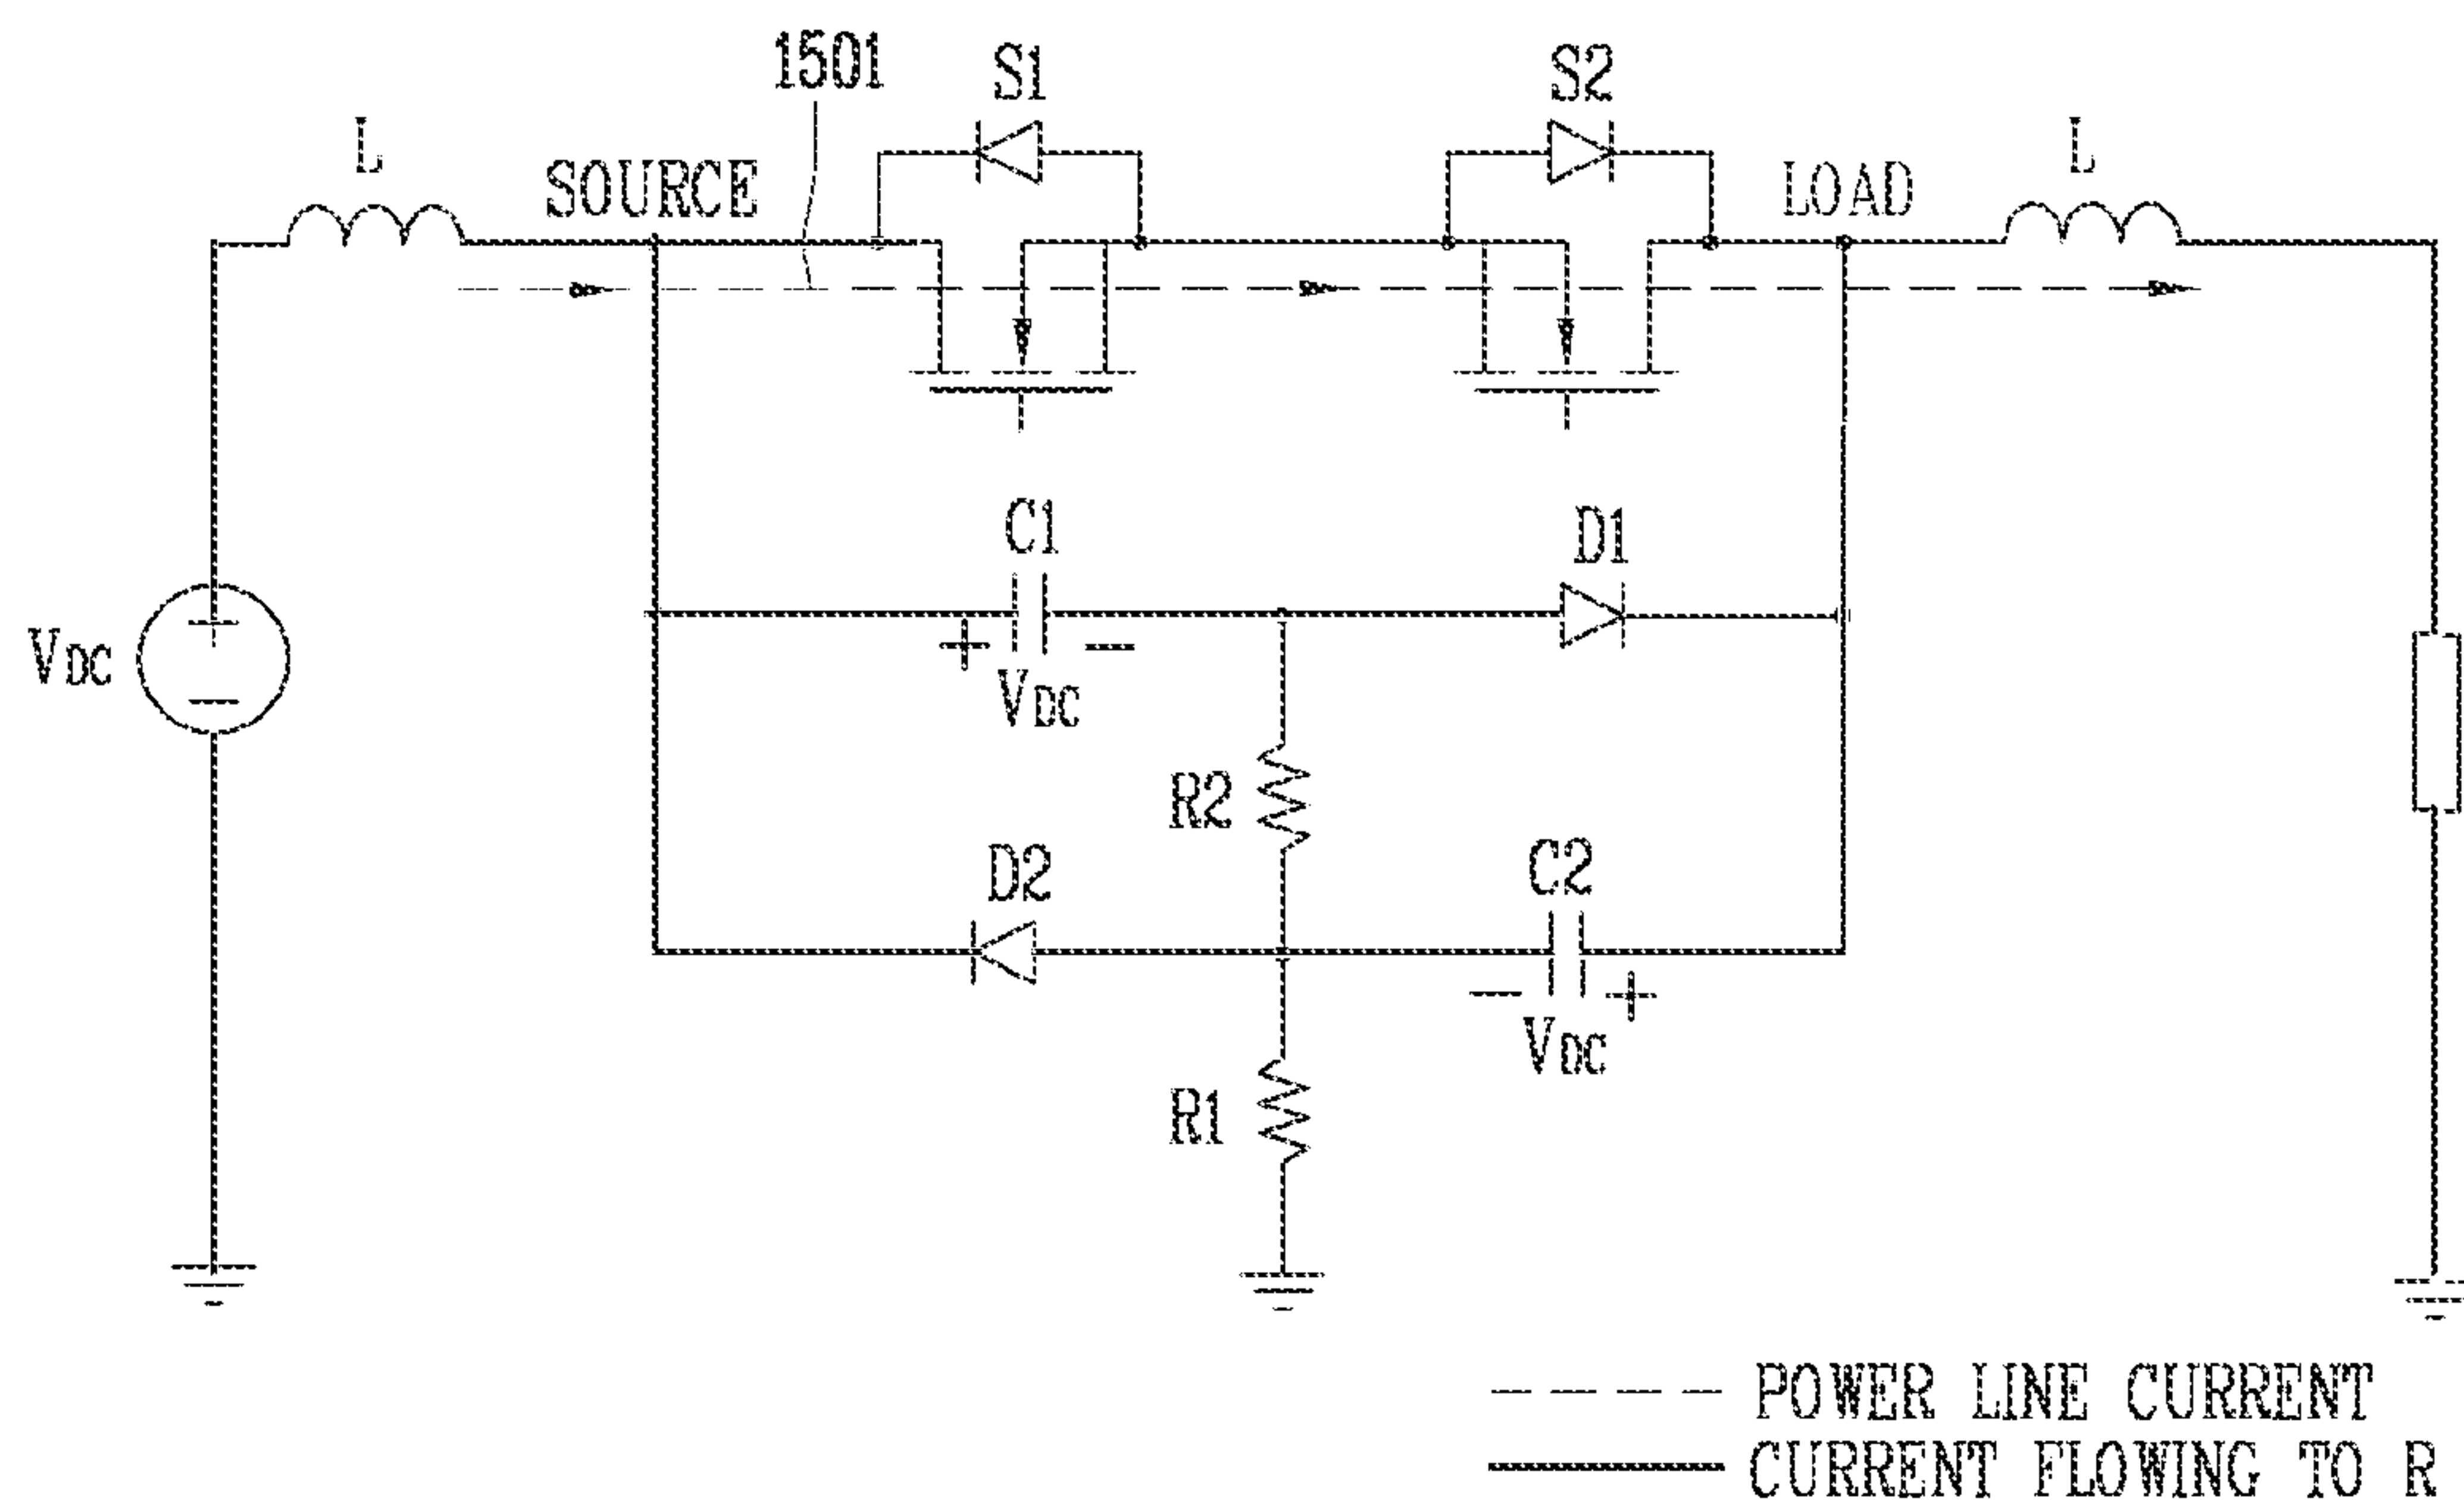 1501
S1
S2
L
SOURCE
LOAD
L
C1
D1
VDC
+ −
VDC
R2
D2
C2
− +
VDC
R1
POWER LINE CURRENT
CURRENT FLOWING TO R